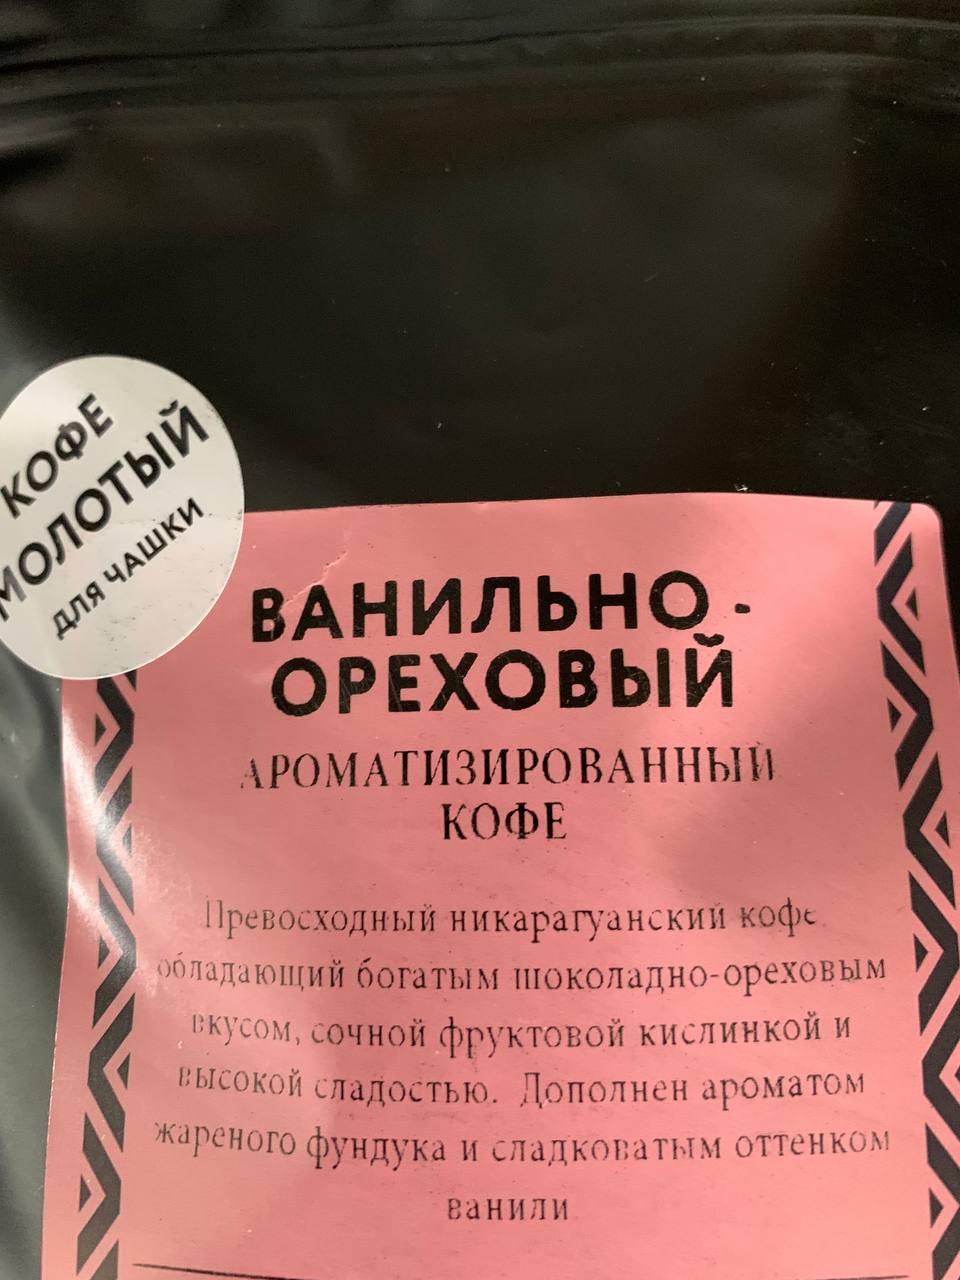 КОФЕ
МОЛОТЫЙ
ДЛЯ ЧАШКИ
ВАНИЛЬНО-
ОРЕХОВЫЙ
АРОМАТИЗИРОВАННЫЙ
КОФЕ
Превосходный никарагуанский кофе
обладающий богатым шоколадно-ореховым
вкусом, сочной фруктовой кислинкой и
высокой сладостью. Дополнен ароматом
жареного фундука и сладковатым оттенком
ванили